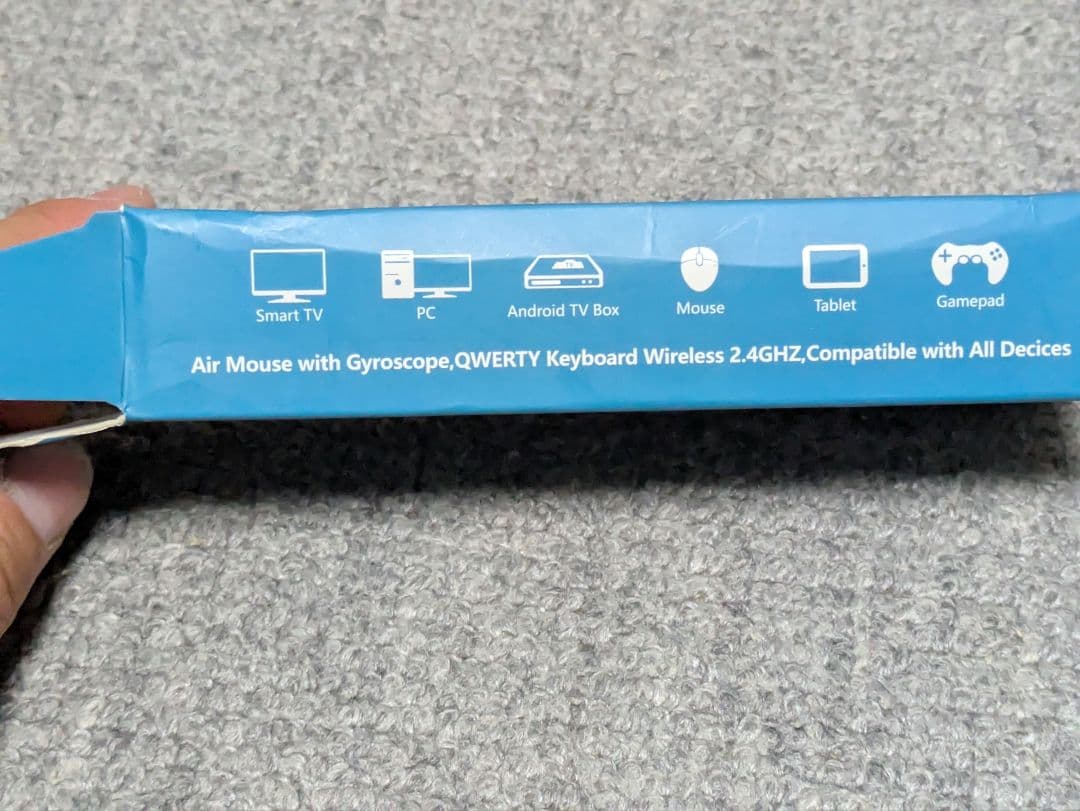 TV
Smart TV PC Android TV Box Mouse Tablet Gamepad
Air Mouse with Gyroscope,QWERTY Keyboard Wireless 2.4GHZ,Compatible with All Decices